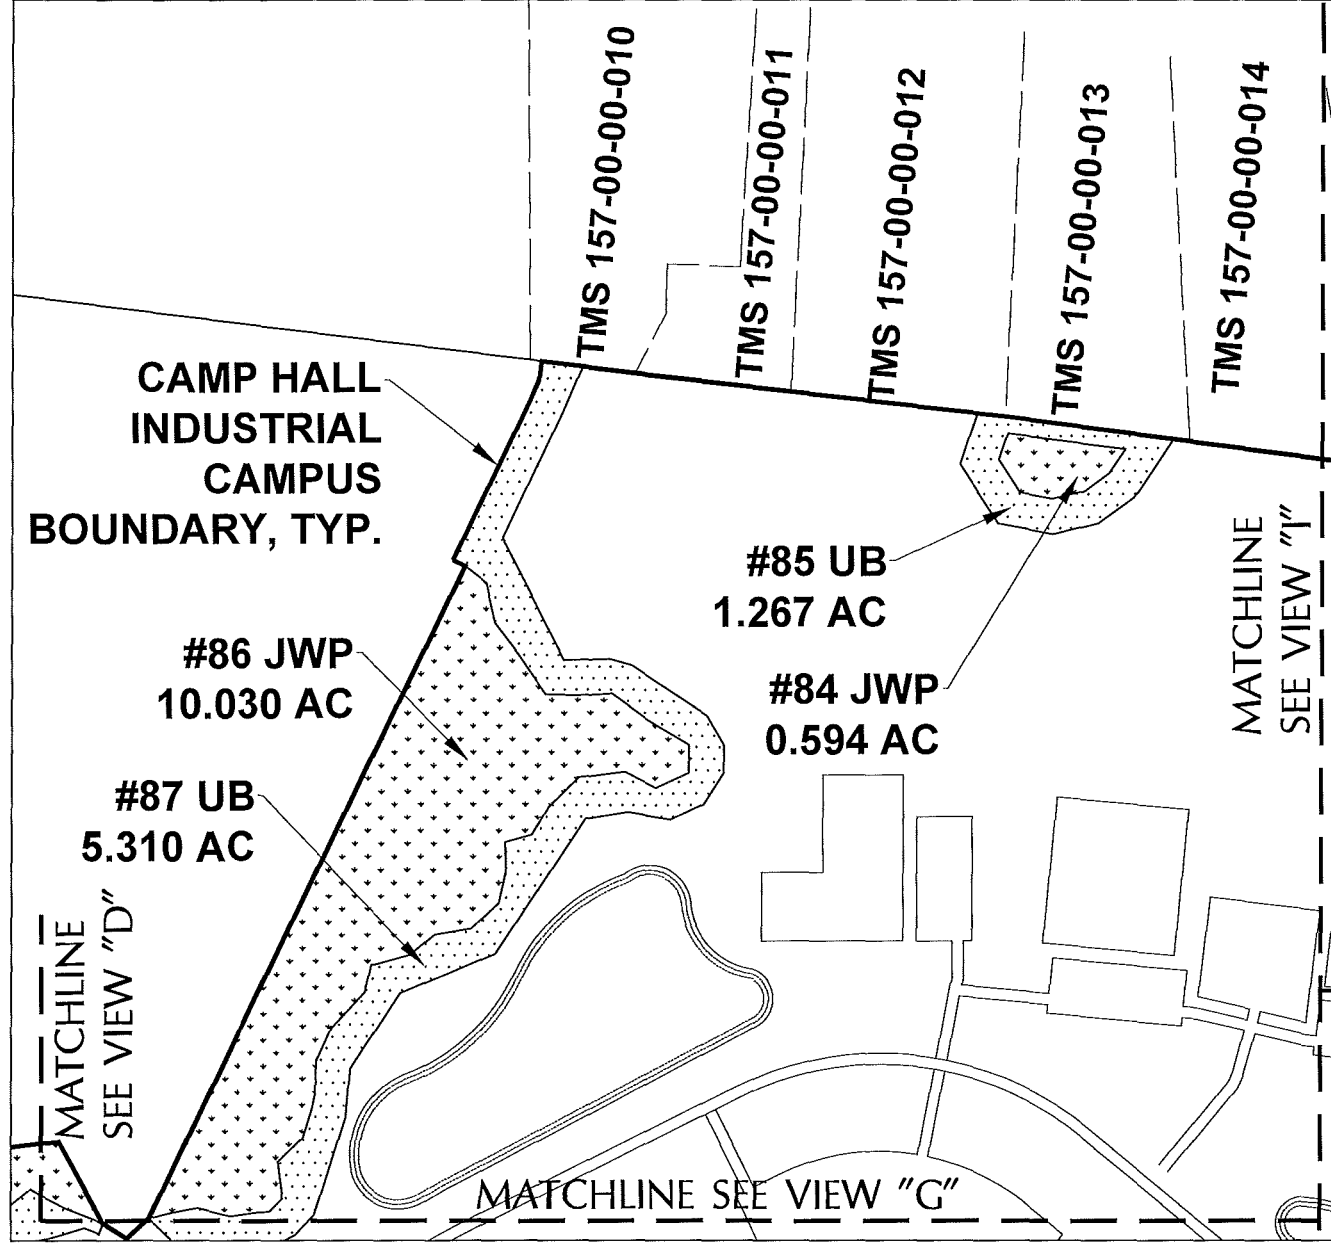 TMS 157-00-00-010
TMS 157-00-00-011
TMS 157-00-00-012
TMS 157-00-00-013
TMS 157-00-00-014
CAMP HALL
INDUSTRIAL
CAMPUS
BOUNDARY, TYP.
#85 UB
1.267 AC
#84 JWP
0.594 AC
#86 JWP
10.030 AC
#87 UB
5.310 AC
MATCHLINE
SEE VIEW "I"
MATCHLINE
SEE VIEW "D"
MATCHLINE SEE VIEW "G"